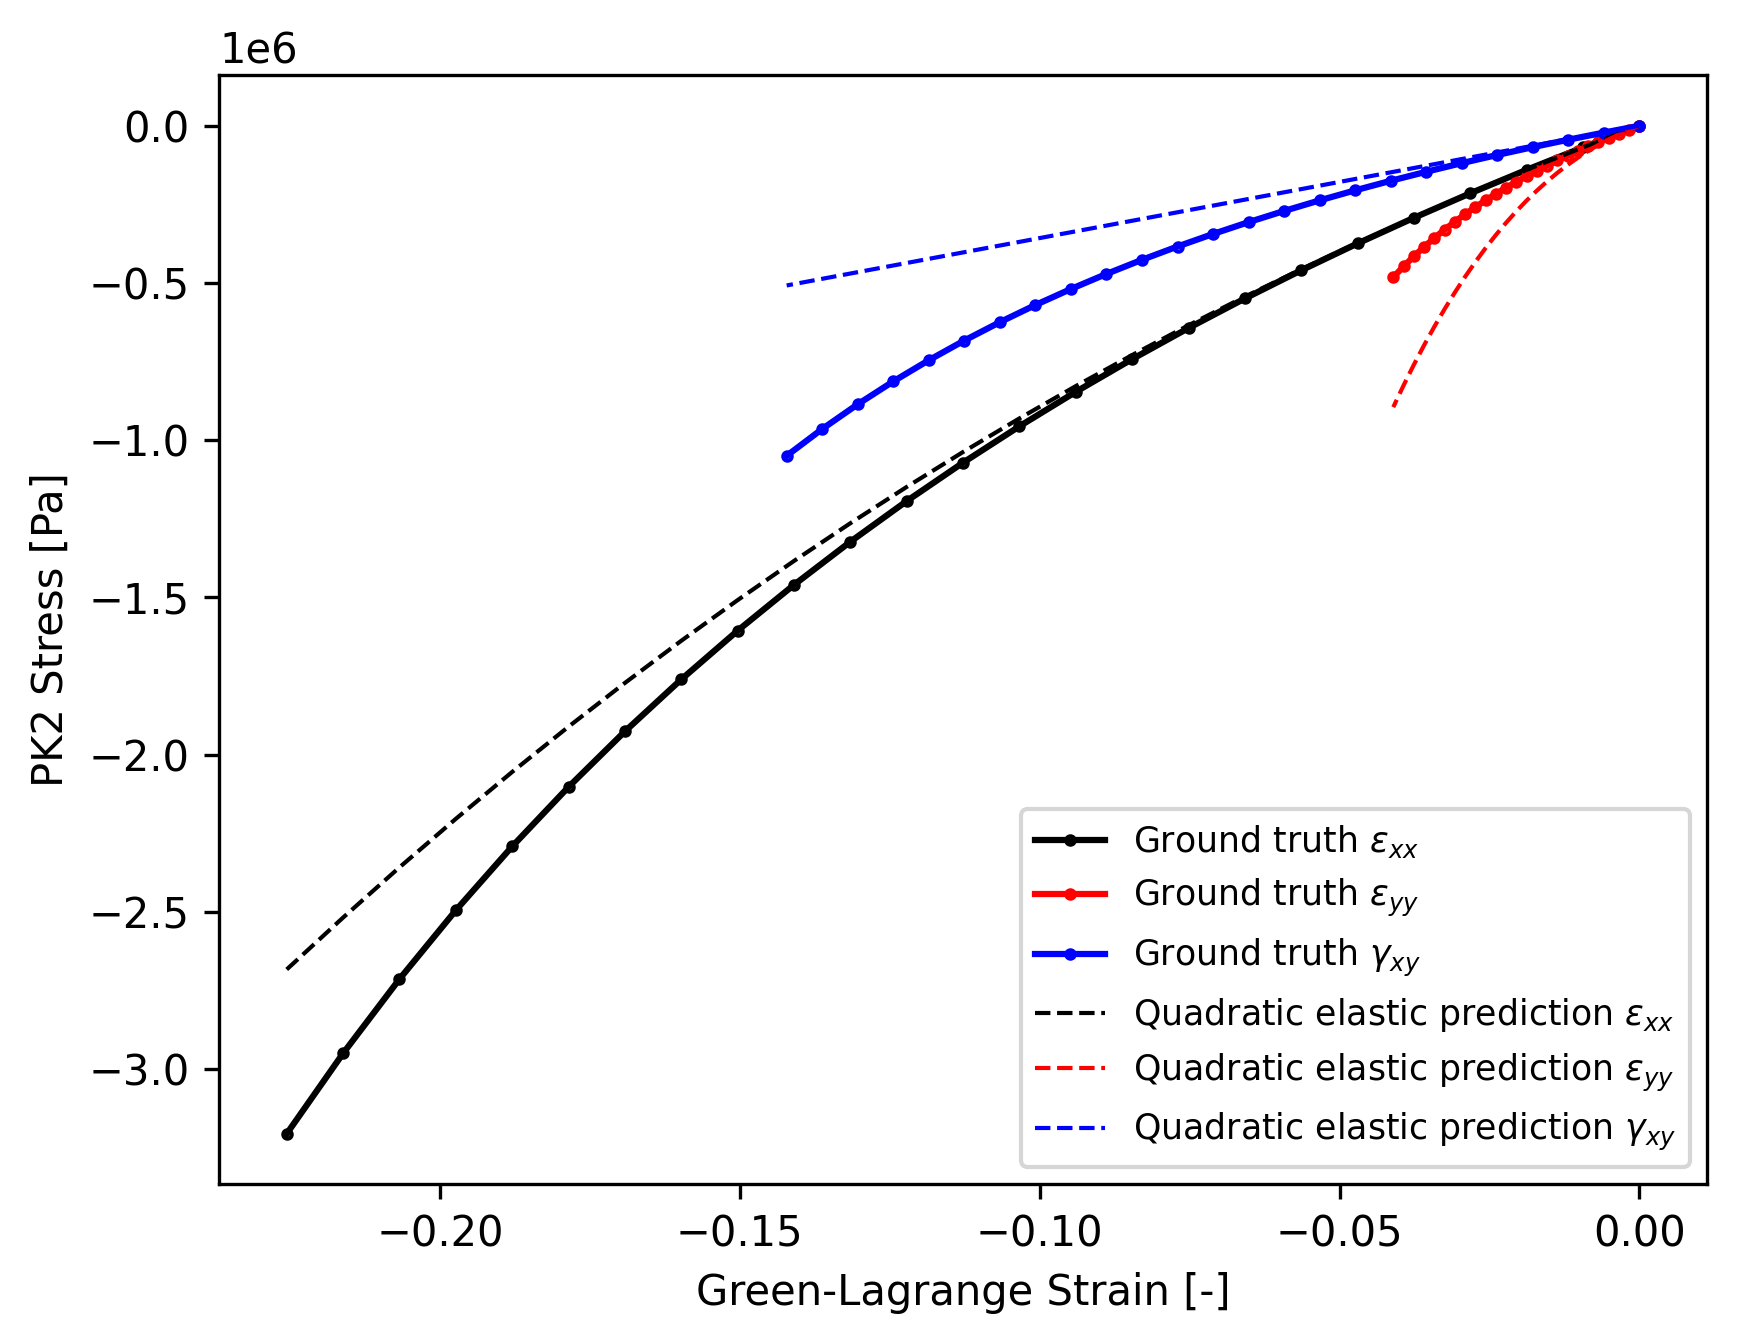 1e6
0.0
−0.5
−1.0
−1.5
−2.0
−2.5
−3.0
PK2 Stress [Pa]
Ground truth εxx
Ground truth εyy
Ground truth γxy
Quadratic elastic prediction εxx
Quadratic elastic prediction εyy
Quadratic elastic prediction γxy
−0.20 −0.15 −0.10 −0.05 0.00
Green-Lagrange Strain [-]